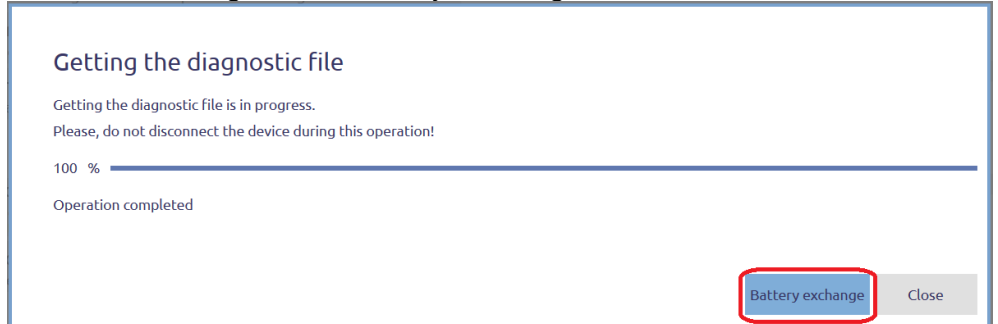 Getting the diagnostic file
Getting the diagnostic file is in progress.
Please, do not disconnect the device during this operation!
100 %
Operation completed
Battery exchange Close